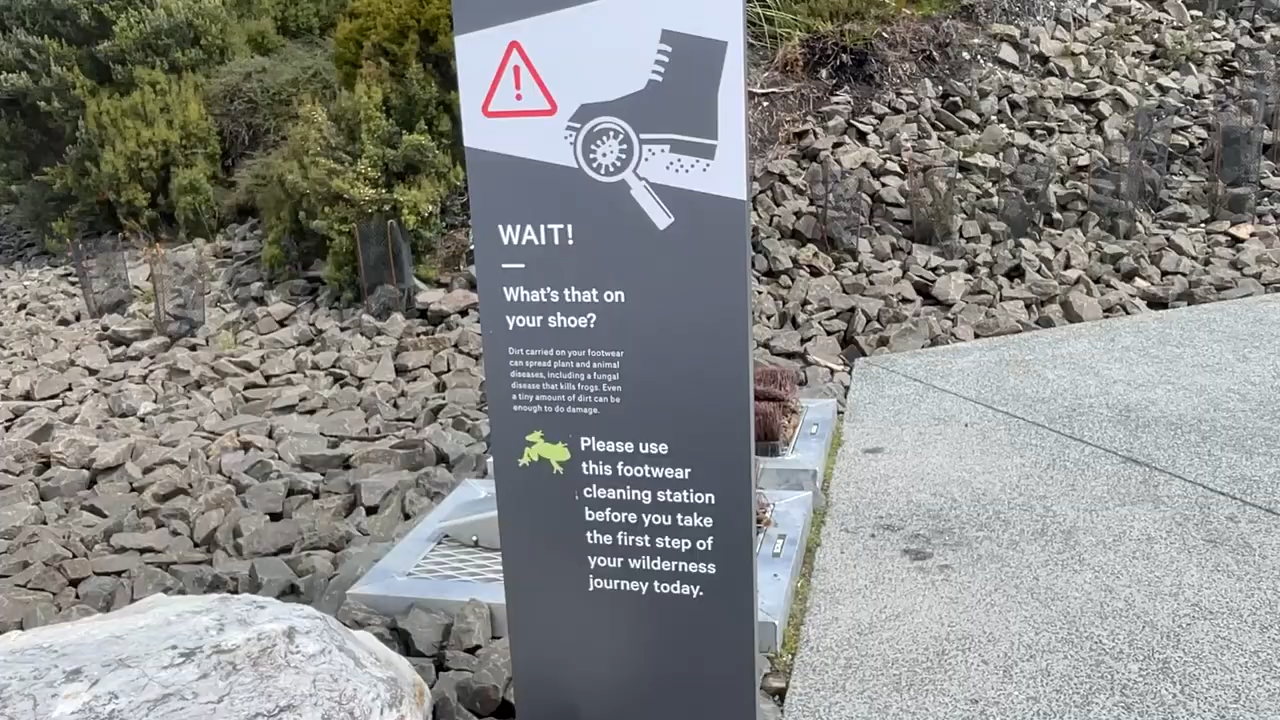 WAIT!
What's that on
your shoe?
Dirt carried on your footwear
can spread plant and animal
diseases, including a fungal
disease that kills frogs. Even
a tiny amount of dirt can be
enough to do damage.
Please use
this footwear
cleaning station
before you take
the first step of
your wilderness
journey today.